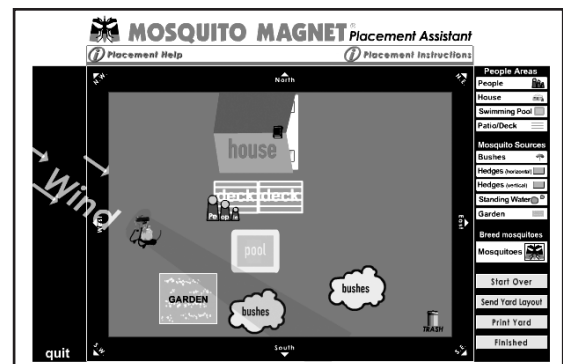 MOSQUITO MAGNET® Placement Assistant
i Placement Help
i Placement Instructions
N.W.
North
N.E.
People Areas
People
House
Swimming Pool
Patio/Deck
Mosquito Sources
Bushes
Hedges (horizontal)
Hedges (vertical)
Standing Water
Garden
Breed mosquitoes
Mosquitoes
Start Over
Send Yard Layout
Print Yard
Finished
house
deck deck
Wind
West
East
pool
GARDEN
bushes
bushes
TRASH
S.W.
South
S.E.
quit